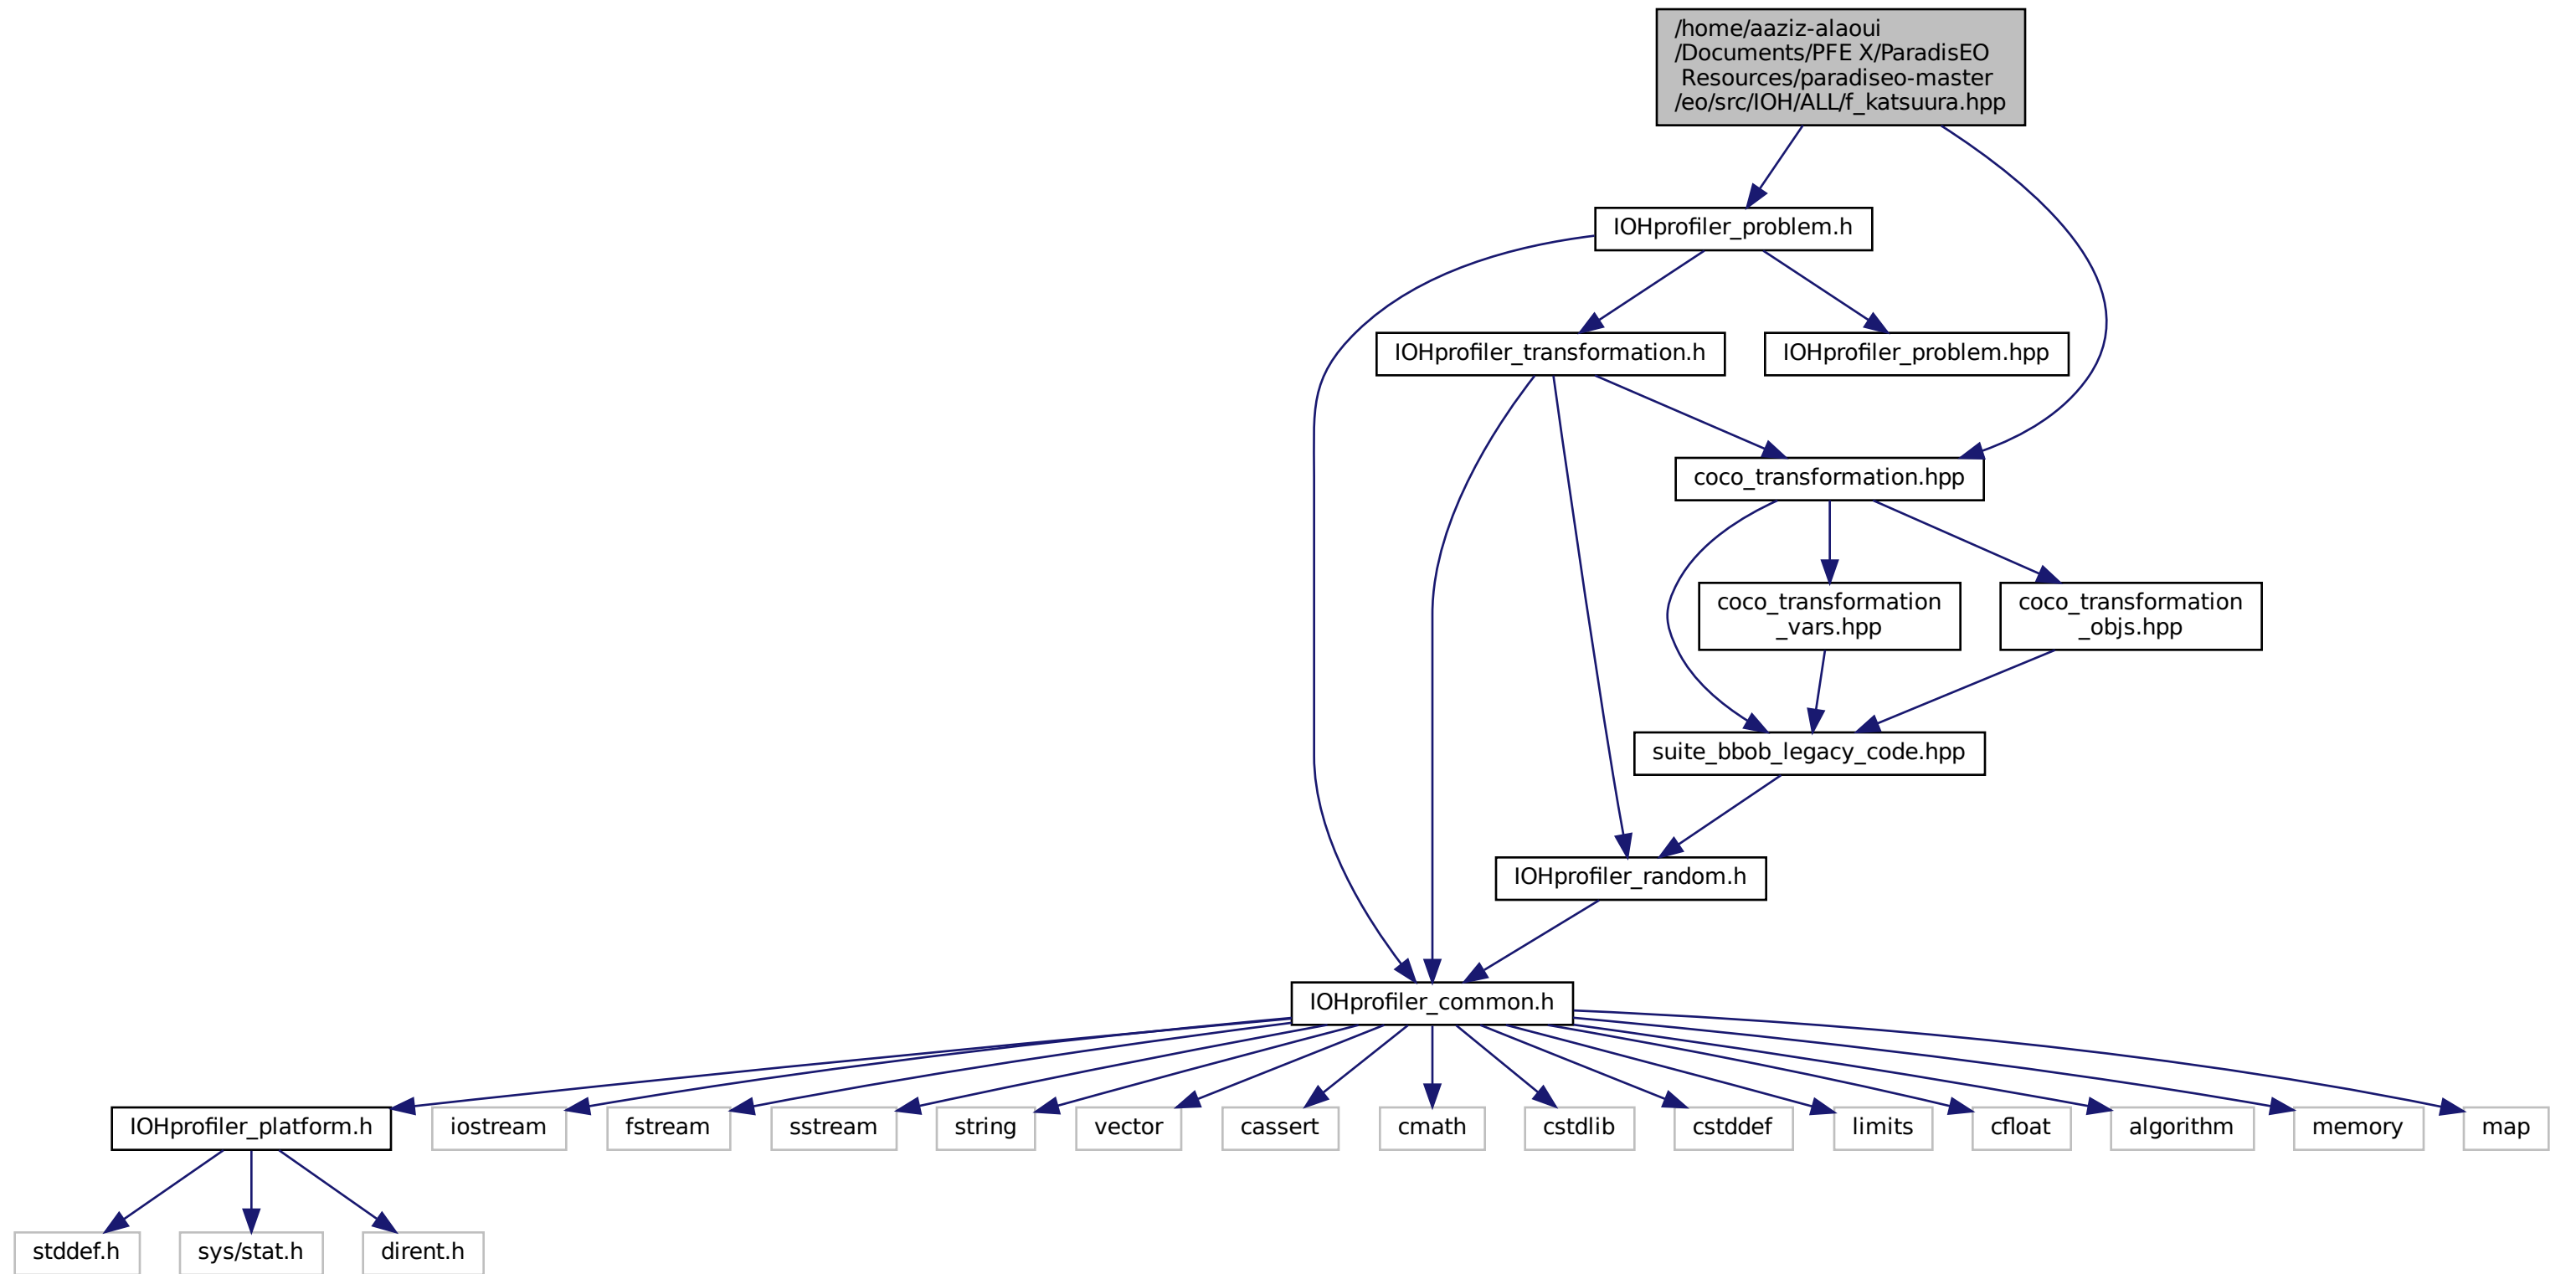 /home/aaziz-alaoui
/Documents/PFE X/ParadisEO
Resources/paradiseo-master
/eo/src/IOH/ALL/f_katsuura.hpp
IOHprofiler_problem.h
IOHprofiler_transformation.h
IOHprofiler_problem.hpp
coco_transformation.hpp
coco_transformation
_vars.hpp
coco_transformation
_objs.hpp
suite_bbob_legacy_code.hpp
IOHprofiler_random.h
IOHprofiler_common.h
IOHprofiler_platform.h
iostream
fstream
sstream
string
vector
cassert
cmath
cstdlib
cstddef
limits
cfloat
algorithm
memory
map
stddef.h
sys/stat.h
dirent.h